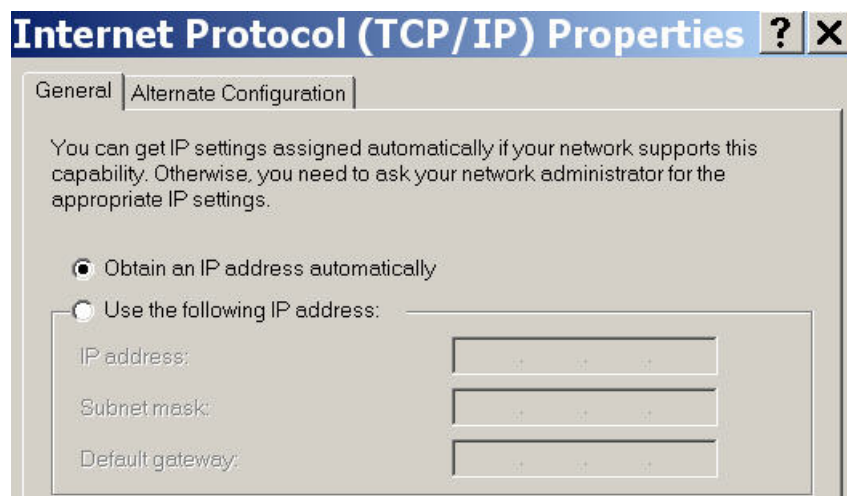 Internet Protocol (TCP/IP) Properties ? X
General Alternate Configuration
You can get IP settings assigned automatically if your network supports this
capability. Otherwise, you need to ask your network administrator for the
appropriate IP settings.
Obtain an IP address automatically
Use the following IP address:
IP address:
Subnet mask:
Default gateway: